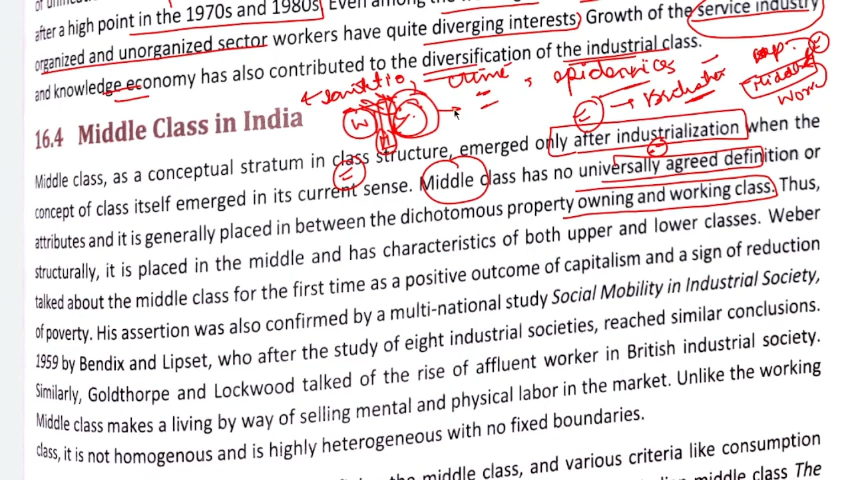 after a high point in the 1970s and 1980s. Even
organized and unorganized sector workers have quite diverging interests. Growth of the service industry
and knowledge economy has also contributed to the diversification of the industrial class.
crime, epidemics
E
Middle
Work
16.4 Middle Class in India
W
E
M
Middle class, as a conceptual stratum in class structure, emerged only after industrialization when the
concept of class itself emerged in its current sense. Middle class has no universally agreed definition or
attributes and it is generally placed in between the dichotomous property owning and working class. Thus,
structurally, it is placed in the middle and has characteristics of both upper and lower classes. Weber
talked about the middle class for the first time as a positive outcome of capitalism and a sign of reduction
of poverty. His assertion was also confirmed by a multi-national study Social Mobility in Industrial Society,
1959 by Bendix and Lipset, who after the study of eight industrial societies, reached similar conclusions.
Similarly, Goldthorpe and Lockwood talked of the rise of affluent worker in British industrial society.
Middle class makes a living by way of selling mental and physical labor in the market. Unlike the working
class, it is not homogenous and is highly heterogeneous with no fixed boundaries.
the middle class, and various criteria like consumption
middle class The